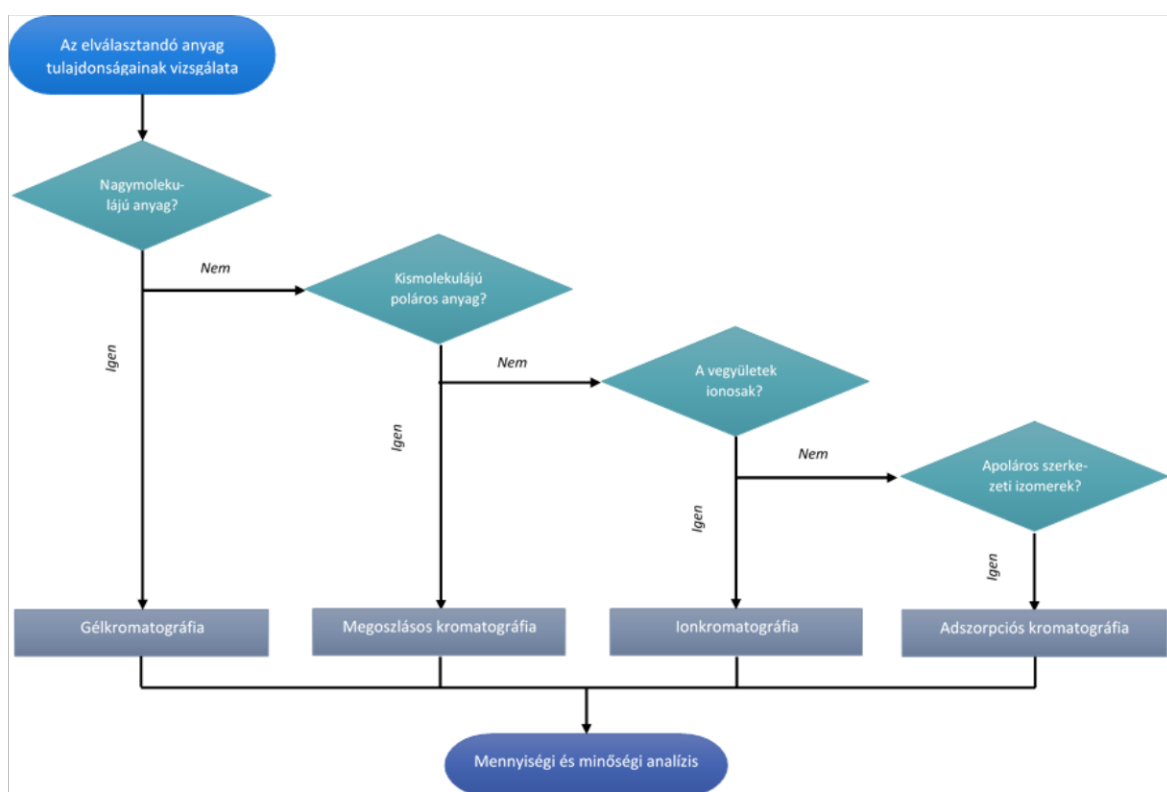 Az elválasztandó anyag
tulajdonságainak vizsgálata
Nagymoleku-
lájú anyag?
Nem
Kismolekulájú
poláros anyag?
Igen
Nem
A vegyületek
ionosak?
Igen
Nem
Apoláros szerke-
zeti izomerek?
Igen
Igen
Gélkromatográfia
Megoszlásos kromatográfia
Ionkromatográfia
Adszorpciós kromatográfia
Mennyiségi és minőségi analízis